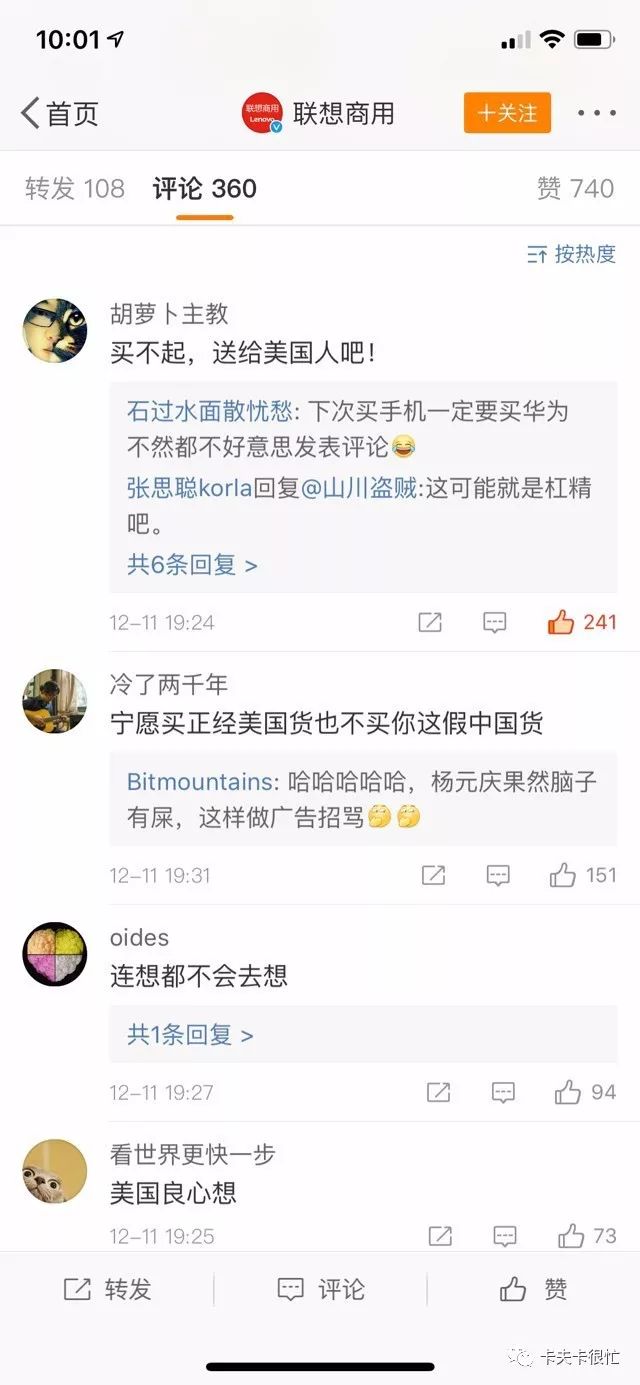 10:01
首页
联想商用
Lenovo
联想商用
+关注
转发 108
评论 360
赞 740
按热度
胡萝卜主教
买不起，送给美国人吧！
石过水面散忧愁: 下次买手机一定要买华为
不然都不好意思发表评论😂
张思聪korla回复@山川盗贼:这可能就是杠精
吧。
共6条回复 >
12-11 19:24
241
冷了两千年
宁愿买正经美国货也不买你这假中国货
Bitmountains: 哈哈哈哈哈，杨元庆果然脑子
有屎，这样做广告招骂🤔🤔
12-11 19:31
151
oides
连想都不会去想
共1条回复 >
12-11 19:27
94
看世界更快一步
美国良心想
12-11 19:25
73
转发
评论
赞
卡夫卡很忙